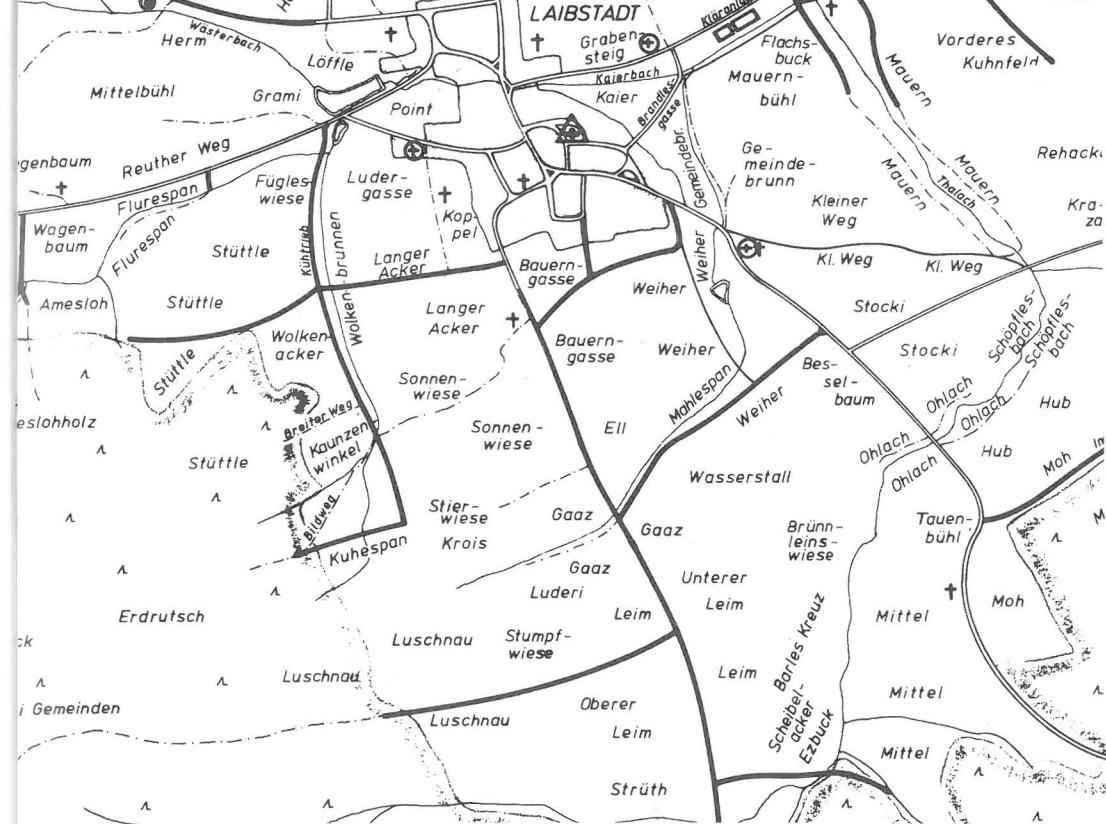 LAIBSTADT
Kläranl
Graben-
steig
Flachs-
buck
Vorderes
Kuhnfeld
Herm
Wästerbach
Löffle
Kaierbach
Kaier
Mauern-
bühl
Mauern
Mittelbühl
Grami
Point
Brandles-
gasse
Reuther Weg
genbaum
Gemeindebr.
Ge-
meinde-
brunn
Mauern
Mauern
Thalach
Rehack
Flurespan
Fügles-
wiese
Luder-
gasse
Kop-
pel
Kleiner
Weg
Kra-
za
Wagen-
baum
Flurespan
Stüttle
Kühtrieb
Wolken-
brunnen
Langer
Acker
Bauern-
gasse
Weiher
Weiher
Kl. Weg
Kl. Weg
Amesloh
Stüttle
Langer
Acker
Stocki
Wolken-
acker
Bauern-
gasse
Weiher
Stocki
Schöpfles-
bach
Schöpfles-
bach
Stüttle
Sonnen-
wiese
Mahlespan
Weiher
Bes-
sel-
baum
Ohlach
Ohlach
Hub
eslohholz
Breiter Weg
Kaunzen
winkel
Sonnen-
wiese
Ell
Ohlach
Ohlach
Hub
Stüttle
Wasserstall
Moh
Bildweg
Stier-
wiese
Krois
Gaaz
Gaaz
Brünn-
leins-
wiese
Tauen-
bühl
Kuhespan
Gaaz
Luderi
Unterer
Leim
Erdrutsch
Leim
Mittel
Moh
ck
Luschnau
Stumpf-
wiese
Barles Kreuz
Luschnau
Leim
Mittel
i Gemeinden
Luschnau
Oberer
Leim
Scheibel-
acker
Ezbuck
Mittel
Strüth